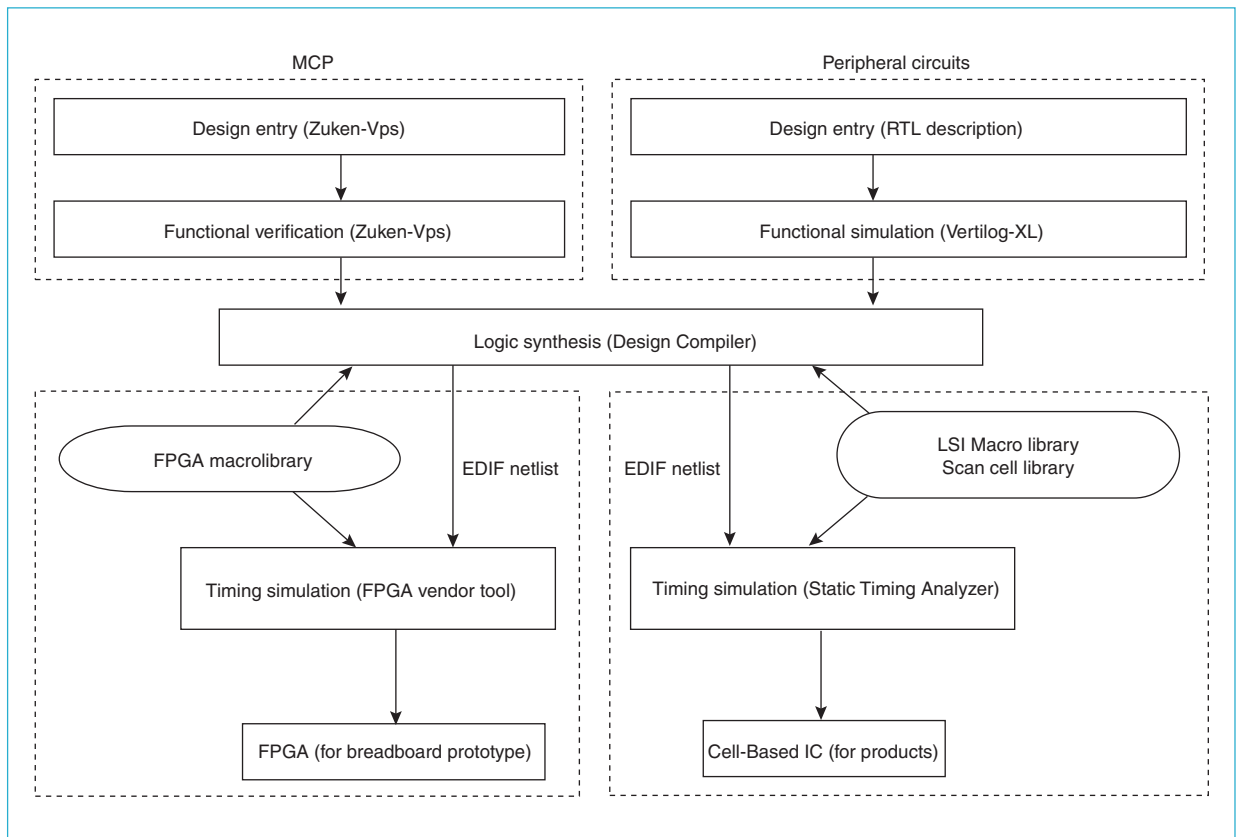 MCP
Peripheral circuits
Design entry (Zuken-Vps)
Design entry (RTL description)
Functional verification (Zuken-Vps)
Functional simulation (Vertilog-XL)
Logic synthesis (Design Compiler)
FPGA macrolibrary
EDIF netlist
EDIF netlist
LSI Macro library
Scan cell library
Timing simulation (FPGA vendor tool)
Timing simulation (Static Timing Analyzer)
FPGA (for breadboard prototype)
Cell-Based IC (for products)